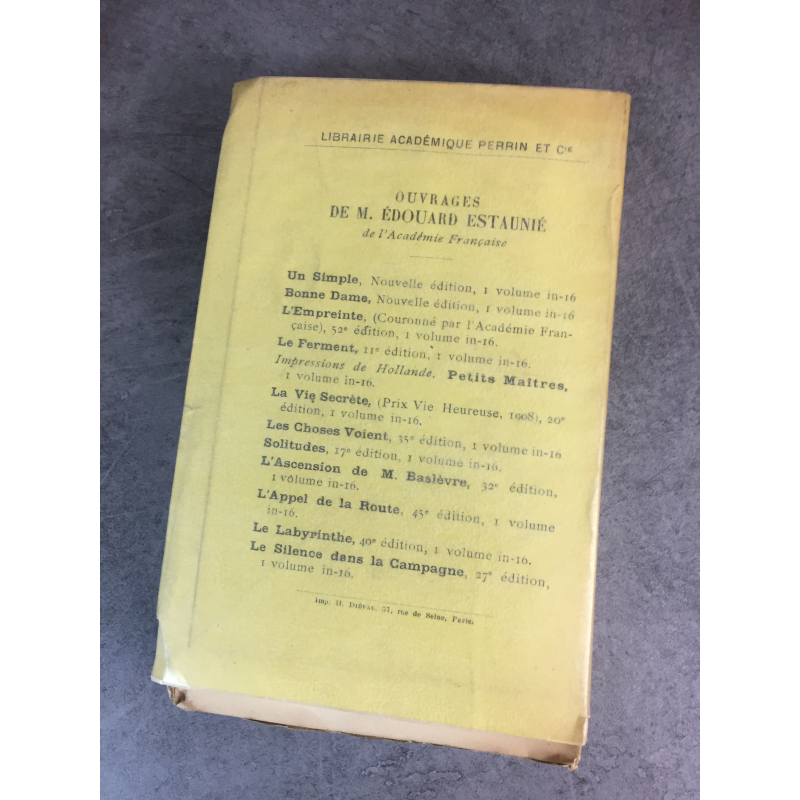 LIBRAIRIE ACADÉMIQUE PERRIN ET Cie
OUVRAGES
DE M. ÉDOUARD ESTAUNIÉ
de l'Académie Française
Un Simple, Nouvelle édition, 1 volume in-16
Bonne Dame, Nouvelle édition, 1 volume in-16
L'Empreinte, (Couronné par l'Académie Fran-
çaise), 52e édition, 1 volume in-16.
Le Ferment, 11e édition, 1 volume in-16.
Impressions de Hollande. Petits Maîtres,
1 volume in-16.
La Vie Secrète, (Prix Vie Heureuse, 1908), 20e
édition, 1 volume in-16.
Les Choses Voient, 35e édition, 1 volume in-16
Solitudes, 17e édition, 1 volume in-16.
L'Ascension de M. Baslèvre, 32e édition,
1 volume in-16.
L'Appel de la Route, 45e édition, 1 volume
in-16.
Le Labyrinthe, 40e édition, 1 volume in-16.
Le Silence dans la Campagne, 27e édition,
1 volume in-16.
Imp. H. Diéval, 57, rue de Seine, Paris.